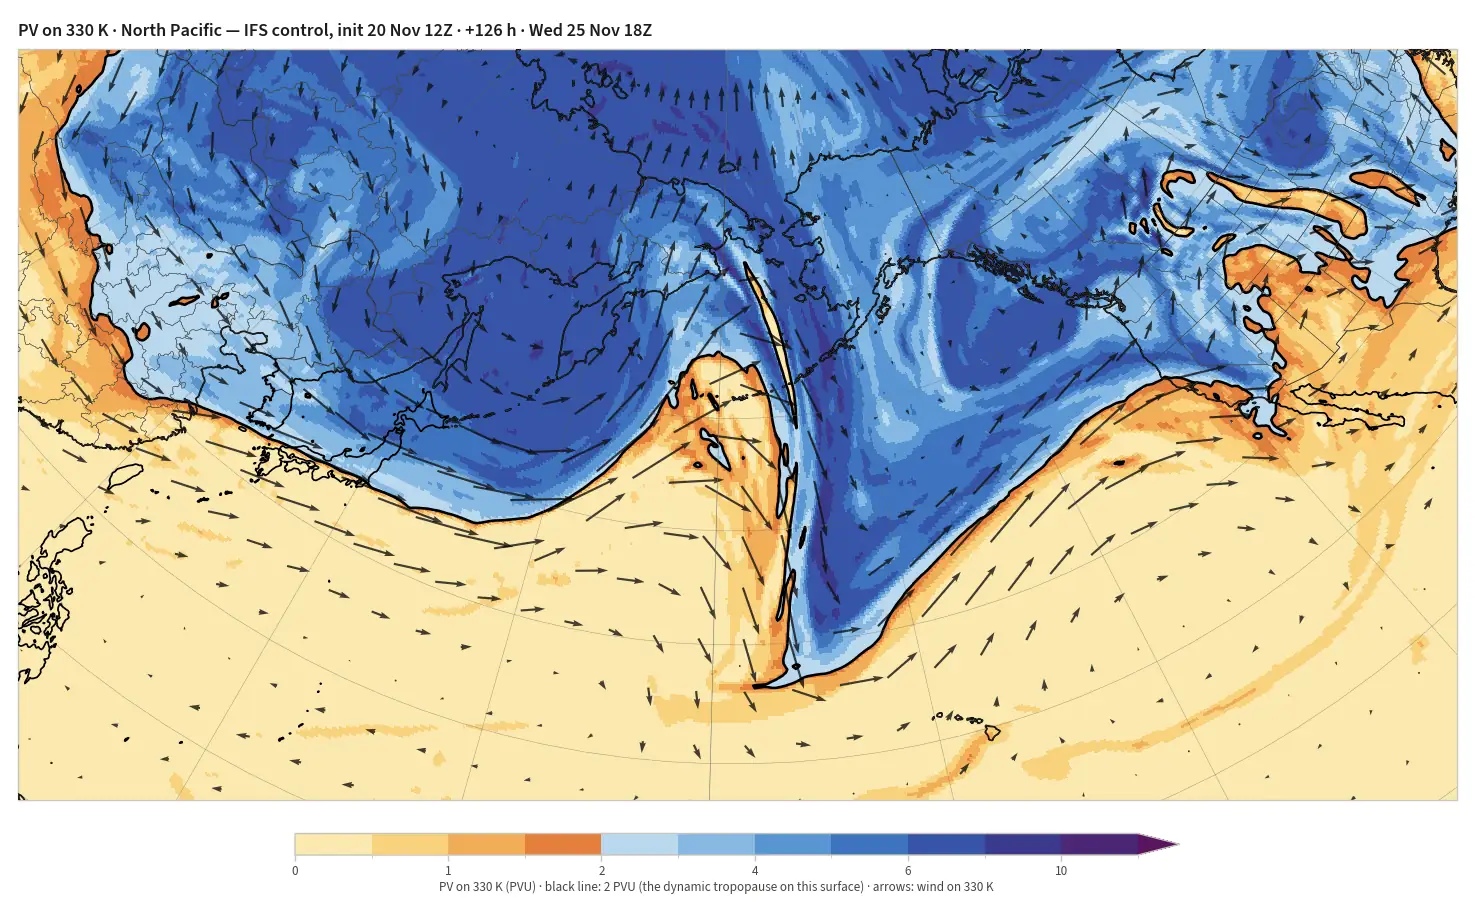 PV on 330 K · North Pacific — IFS control, init 20 Nov 12Z · +126 h · Wed 25 Nov 18Z
0 1 2 4 6 10
PV on 330 K (PVU) · black line: 2 PVU (the dynamic tropopause on this surface) · arrows: wind on 330 K